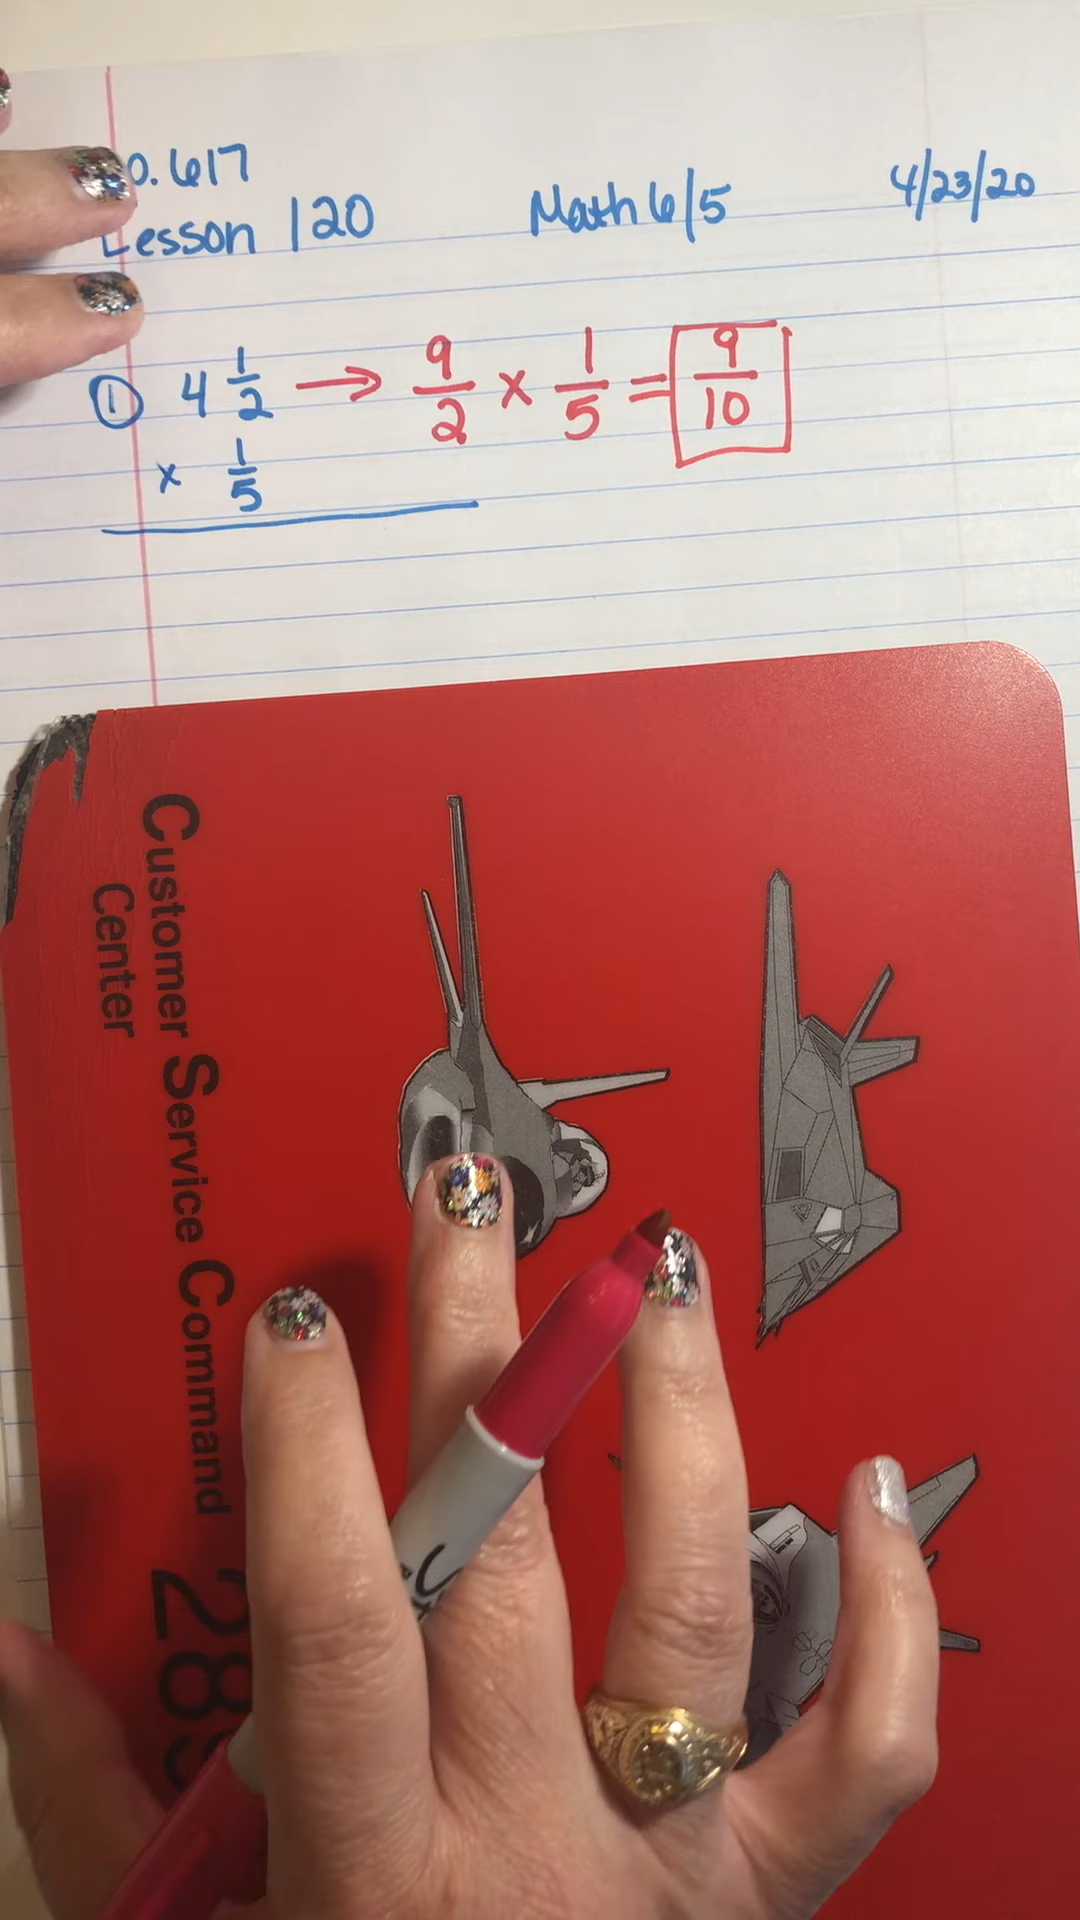 0.617
Lesson 120 Math 6/5 4/23/20
① 4 1/2 → 9/2 × 1/5 = 9/10
× 1/5
Customer Service Command
Center